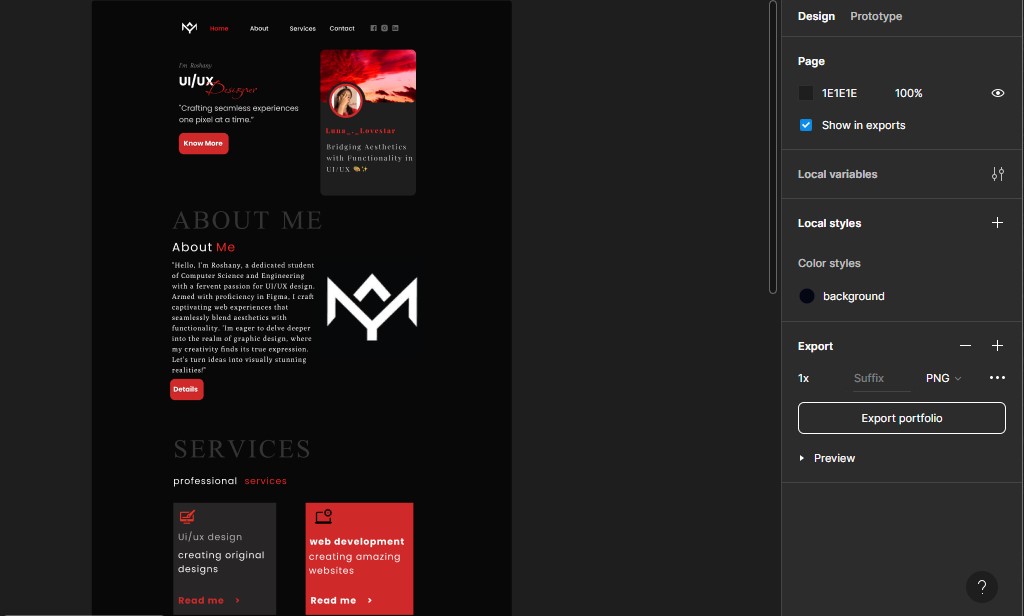 Home
About
Services
Contact
I'm Roshany
UI/UX
Designer
"Crafting seamless experiences
one pixel at a time."
Know More
Luna_._Lovestar
Bridging Aesthetics
with Functionality in
UI/UX 🎨✨
ABOUT ME
About Me
"Hello, I'm Roshany, a dedicated student
of Computer Science and Engineering
with a fervent passion for UI/UX design.
Armed with proficiency in Figma, I craft
captivating web experiences that
seamlessly blend aesthetics with
functionality. 'Im eager to delve deeper
into the realm of graphic design, where
my creativity finds its true expression.
Let's turn ideas into visually stunning
realities!"
Details
SERVICES
professional services
Ui/ux design
creating original
designs
Read me >
web development
creating amazing
websites
Read me >
Design
Prototype
Page
1E1E1E
100%
Show in exports
Local variables
Local styles
Color styles
background
Export
1x
Suffix
PNG
Export portfolio
Preview
?